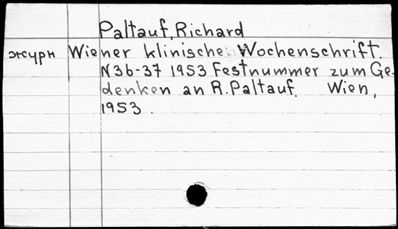 Paltauf, Richard
журн Wiener klinische Wochenschrift.
N36-37 1953 Festnummer zum Ge-
denken an R. Paltauf. Wien,
1953.